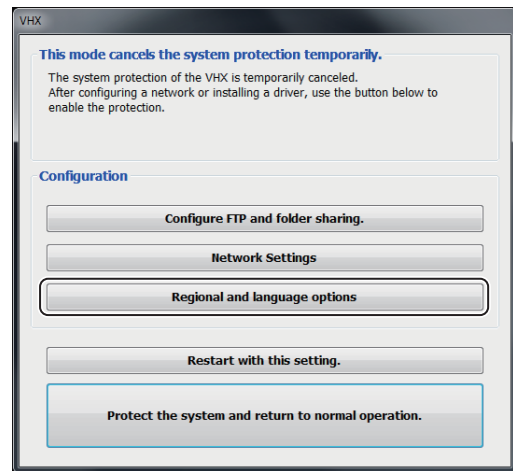 VHX
This mode cancels the system protection temporarily.
The system protection of the VHX is temporarily canceled.
After configuring a network or installing a driver, use the button below to
enable the protection.
Configuration
Configure FTP and folder sharing.
Network Settings
Regional and language options
Restart with this setting.
Protect the system and return to normal operation.